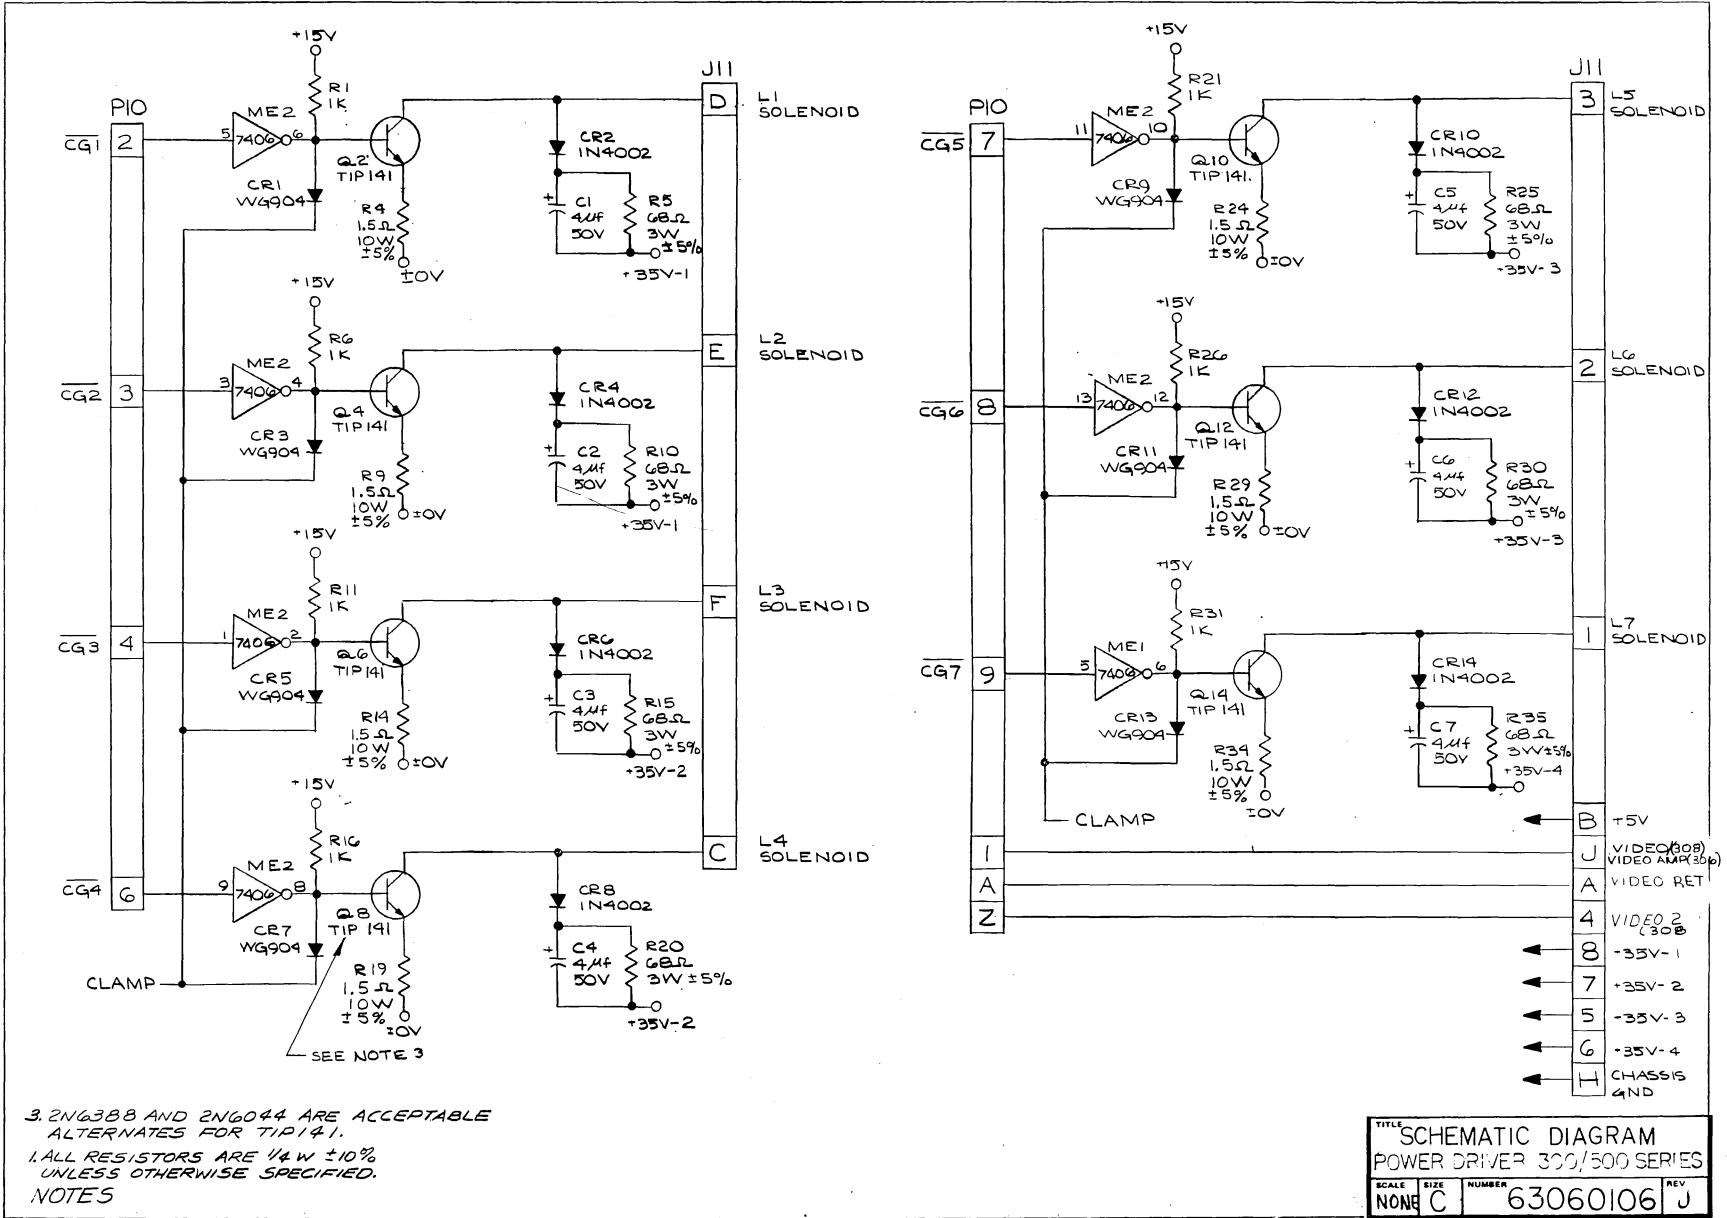 +15V
R1
1K
J11
D
L1
SOLENOID
P10
CG1
2
5
ME2
7406
6
Q2
TIP141
CR1
WG904
CR2
1N4002
R4
1.5Ω
10W
±5%
±0V
C1
4μf
50V
R5
68Ω
3W
±5%
+35V-1
+15V
R6
1K
E
L2
SOLENOID
CG2
3
3
ME2
7406
4
Q4
TIP141
CR3
WG904
CR4
1N4002
R9
1.5Ω
10W
±5%
±0V
C2
4μf
50V
R10
68Ω
3W
±5%
+35V-1
+15V
R11
1K
F
L3
SOLENOID
CG3
4
1
ME2
7406
2
Q6
TIP141
CR5
WG904
CR6
1N4002
R14
1.5Ω
10W
±5%
±0V
C3
4μf
50V
R15
68Ω
3W
±5%
+35V-2
+15V
R16
1K
C
L4
SOLENOID
CG4
6
9
ME2
7406
8
Q8
TIP141
CR7
WG904
CR8
1N4002
CLAMP
R19
1.5Ω
10W
±5%
±0V
C4
4μf
50V
R20
68Ω
3W ±5%
+35V-2
SEE NOTE 3
+15V
R21
1K
J11
3
L5
SOLENOID
P10
CG5
7
11
ME2
7406
10
Q10
TIP141.
CR9
WG904
CR10
1N4002
R24
1.5Ω
10W
±5%
±0V
C5
4μf
50V
R25
68Ω
3W
±5%
+35V-3
+15V
R26
1K
2
L6
SOLENOID
CG6
8
13
ME2
7406
12
Q12
TIP141
CR11
WG904
CR12
1N4002
R29
1.5Ω
10W
±5%
±0V
C6
4μf
50V
R30
68Ω
3W
±5%
+35V-3
+15V
R31
1K
1
L7
SOLENOID
CG7
9
5
ME1
7406
6
Q14
TIP141
CR13
WG904
CR14
1N4002
R34
1.5Ω
10W
±5%
±0V
C7
4μf
50V
R35
68Ω
3W±5%
+35V-4
CLAMP
B +5V
1 J VIDEO(308)
VIDEO AMP(306)
A A VIDEO RET
Z 4 VIDEO 2
(308
8 -35V-1
7 +35V-2
5 -35V-3
6 +35V-4
H CHASSIS
GND
3. 2N6388 AND 2N6044 ARE ACCEPTABLE
ALTERNATES FOR TIP141.
1. ALL RESISTORS ARE 1/4 W ±10%
UNLESS OTHERWISE SPECIFIED.
NOTES
TITLE SCHEMATIC DIAGRAM
POWER DRIVER 300/500 SERIES
SCALE NONE SIZE C NUMBER 63060106 REV J